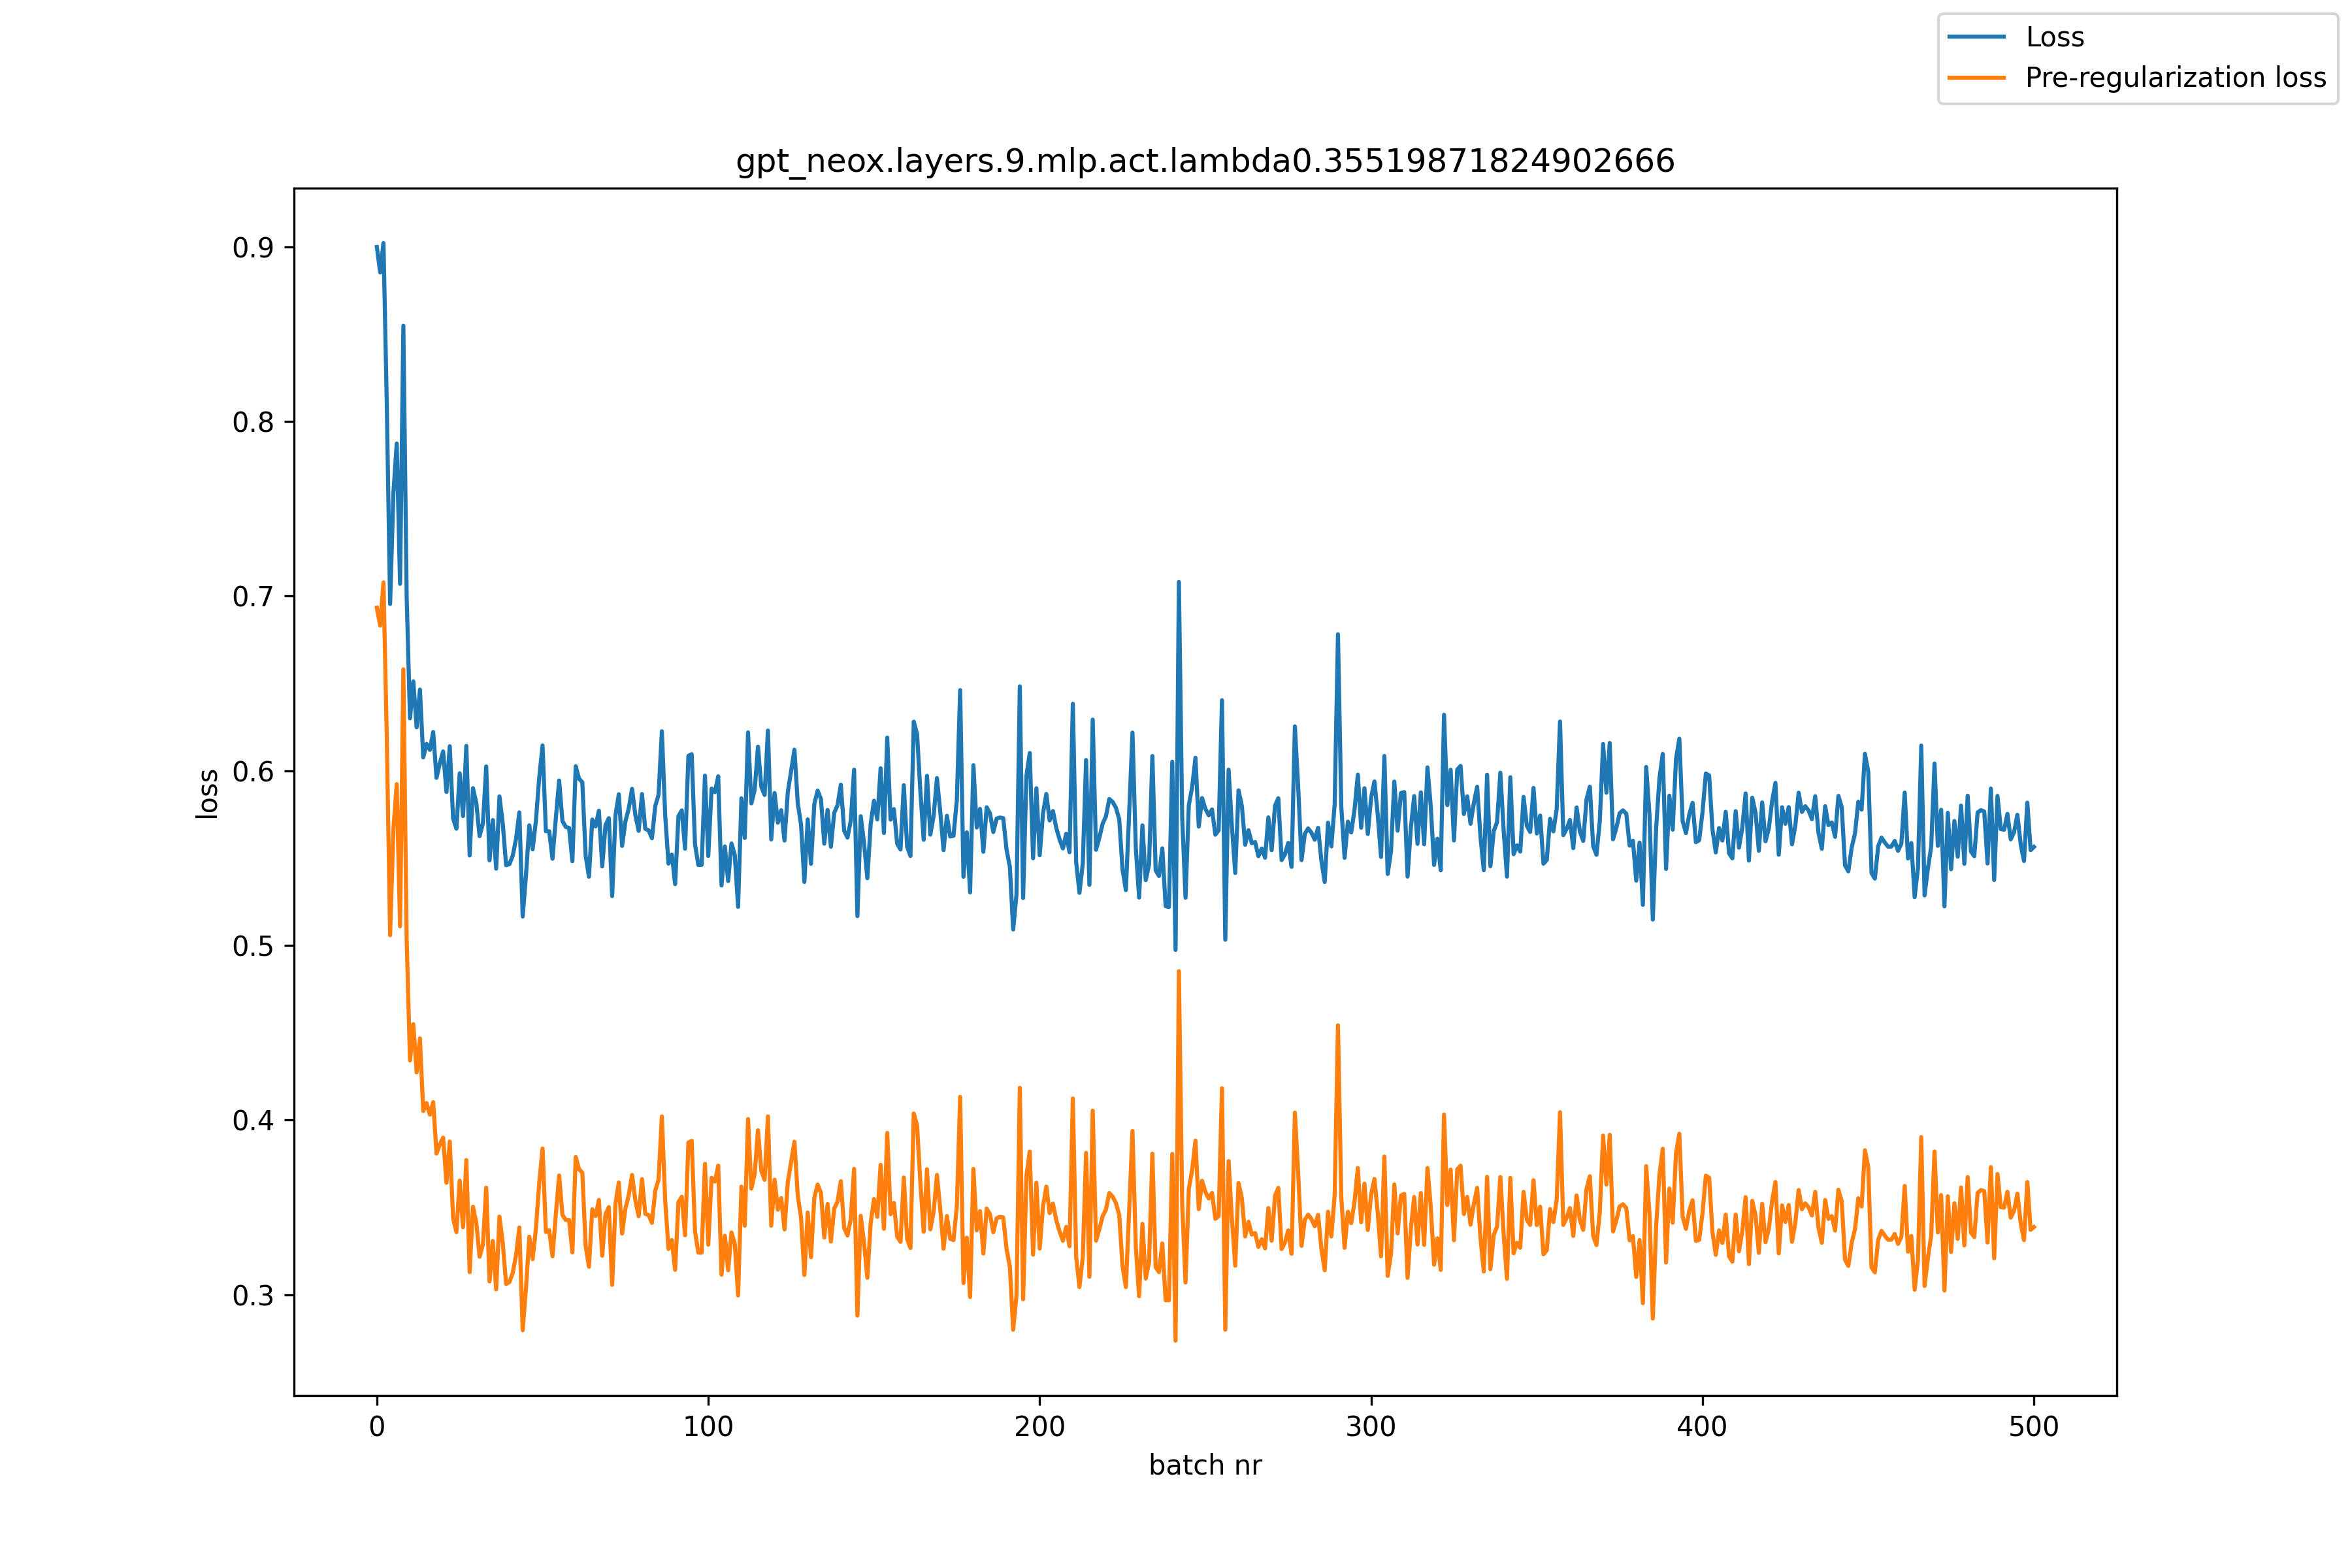 Loss
Pre-regularization loss
gpt_neox.layers.9.mlp.act.lambda0.35519871824902666
0.9
0.8
0.7
0.6
0.5
0.4
0.3
loss
0 100 200 300 400 500
batch nr